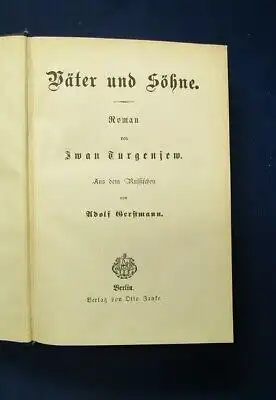 Väter und Söhne.
Roman
von
Iwan Turgenjew.
Aus dem Russischen
von
Adolf Gerstmann.
Berlin.
Verlag von Otto Janke